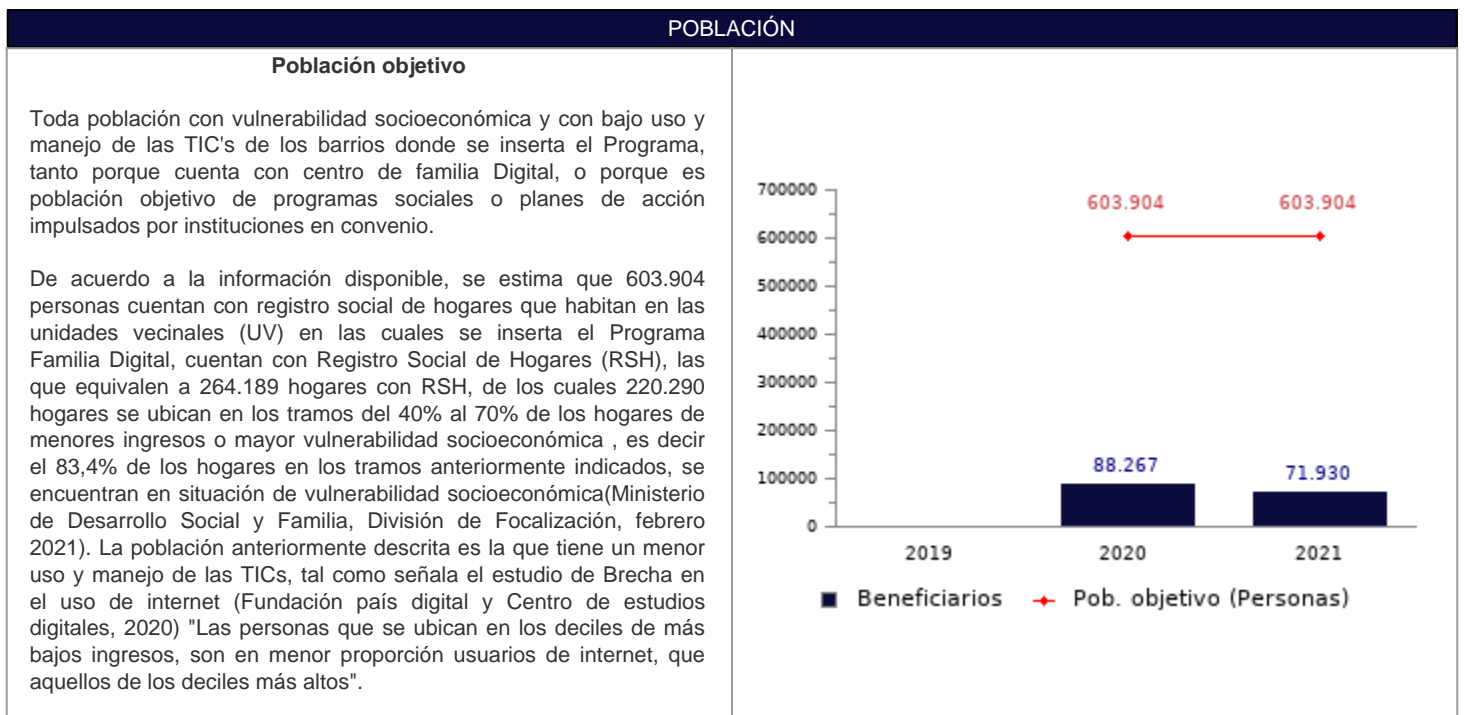 POBLACIÓN
Población objetivo
Toda población con vulnerabilidad socioeconómica y con bajo uso y
manejo de las TIC's de los barrios donde se inserta el Programa,
tanto porque cuenta con centro de familia Digital, o porque es
población objetivo de programas sociales o planes de acción
impulsados por instituciones en convenio.
De acuerdo a la información disponible, se estima que 603.904
personas cuentan con registro social de hogares que habitan en las
unidades vecinales (UV) en las cuales se inserta el Programa
Familia Digital, cuentan con Registro Social de Hogares (RSH), las
que equivalen a 264.189 hogares con RSH, de los cuales 220.290
hogares se ubican en los tramos del 40% al 70% de los hogares de
menores ingresos o mayor vulnerabilidad socioeconómica , es decir
el 83,4% de los hogares en los tramos anteriormente indicados, se
encuentran en situación de vulnerabilidad socioeconómica(Ministerio
de Desarrollo Social y Familia, División de Focalización, febrero
2021). La población anteriormente descrita es la que tiene un menor
uso y manejo de las TICs, tal como señala el estudio de Brecha en
el uso de internet (Fundación país digital y Centro de estudios
digitales, 2020) "Las personas que se ubican en los deciles de más
bajos ingresos, son en menor proporción usuarios de internet, que
aquellos de los deciles más altos".
700000
603.904 603.904
600000
500000
400000
300000
200000
88.267 71.930
100000
0
2019 2020 2021
Beneficiarios Pob. objetivo (Personas)